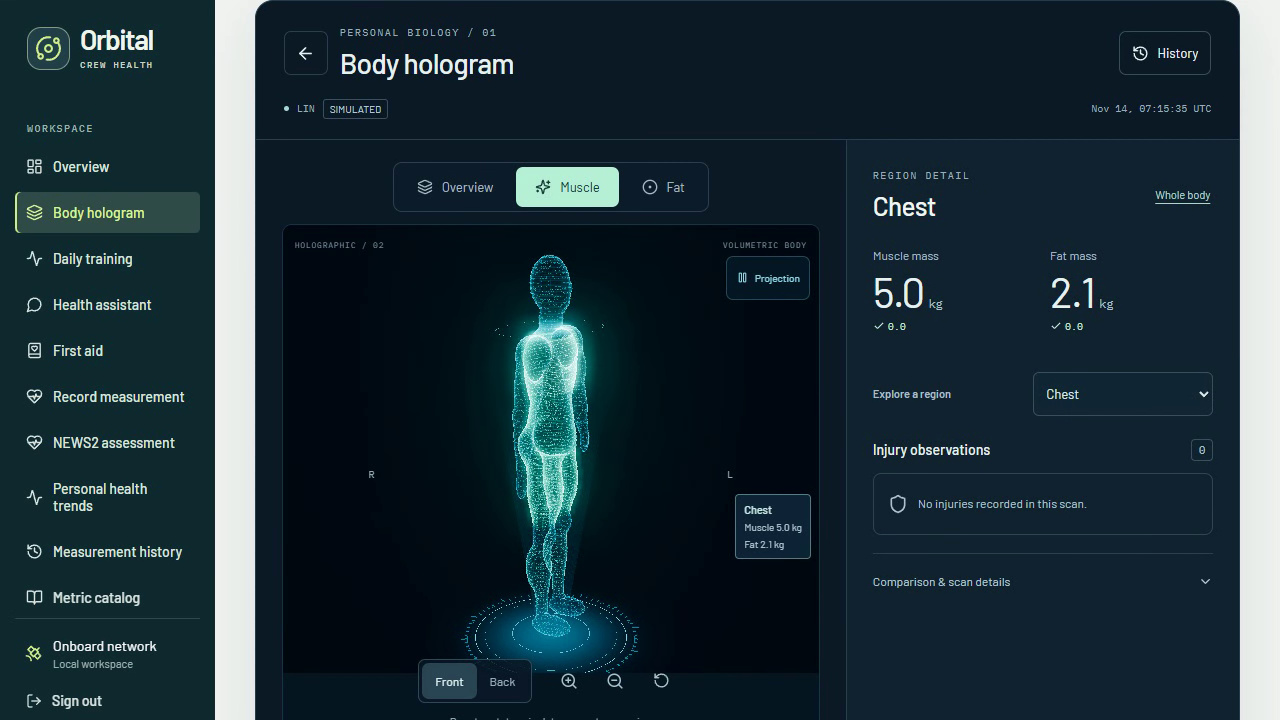 Orbital
CREW HEALTH
WORKSPACE
Overview
Body hologram
Daily training
Health assistant
First aid
Record measurement
NEWS2 assessment
Personal health
trends
Measurement history
Metric catalog
Onboard network
Local workspace
Sign out
PERSONAL BIOLOGY / 01
Body hologram
History
LIN SIMULATED
Nov 14, 07:15:35 UTC
Overview Muscle Fat
HOLOGRAPHIC / 02
VOLUMETRIC BODY
Projection
R
L
Chest
Muscle 5.0 kg
Fat 2.1 kg
Front Back
REGION DETAIL
Chest
Whole body
Muscle mass
5.0 kg
0.0
Fat mass
2.1 kg
0.0
Explore a region
Chest
Injury observations
0
No injuries recorded in this scan.
Comparison & scan details